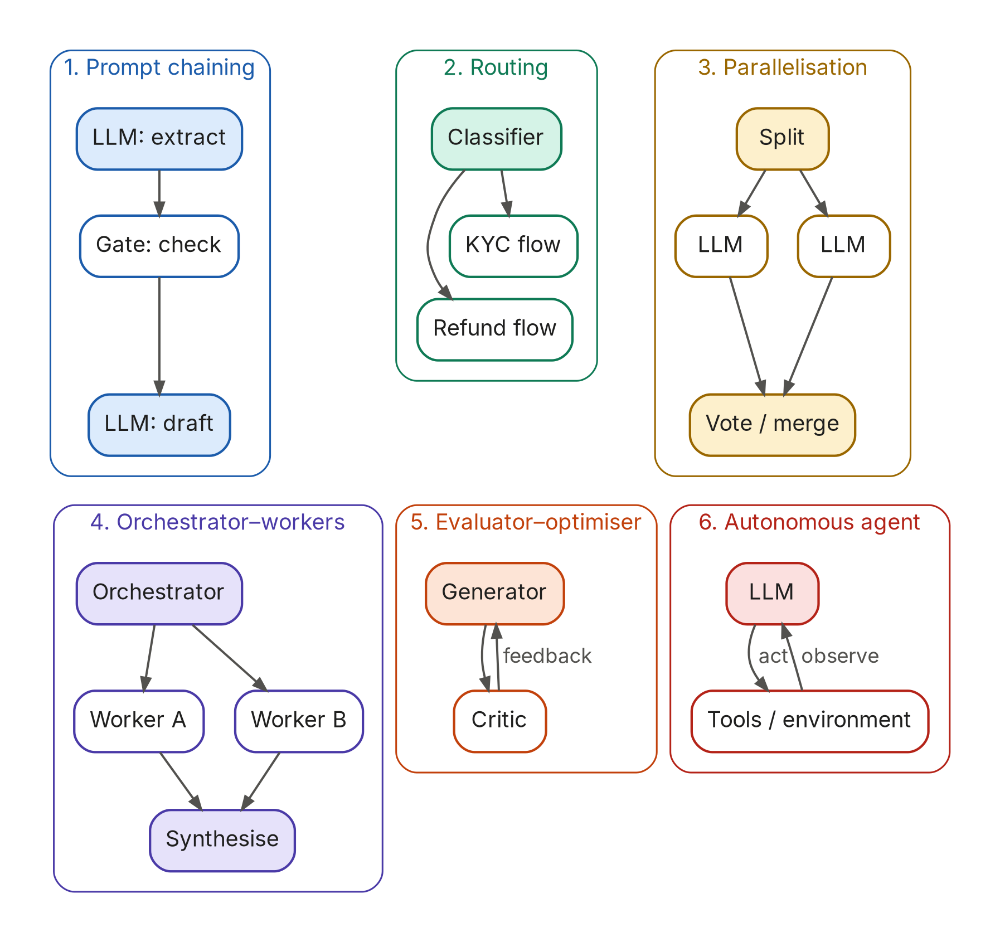 1. Prompt chaining
LLM: extract
Gate: check
LLM: draft
2. Routing
Classifier
KYC flow
Refund flow
3. Parallelisation
Split
LLM
LLM
Vote / merge
4. Orchestrator–workers
Orchestrator
Worker A
Worker B
Synthesise
5. Evaluator–optimiser
Generator
feedback
Critic
6. Autonomous agent
LLM
act
observe
Tools / environment